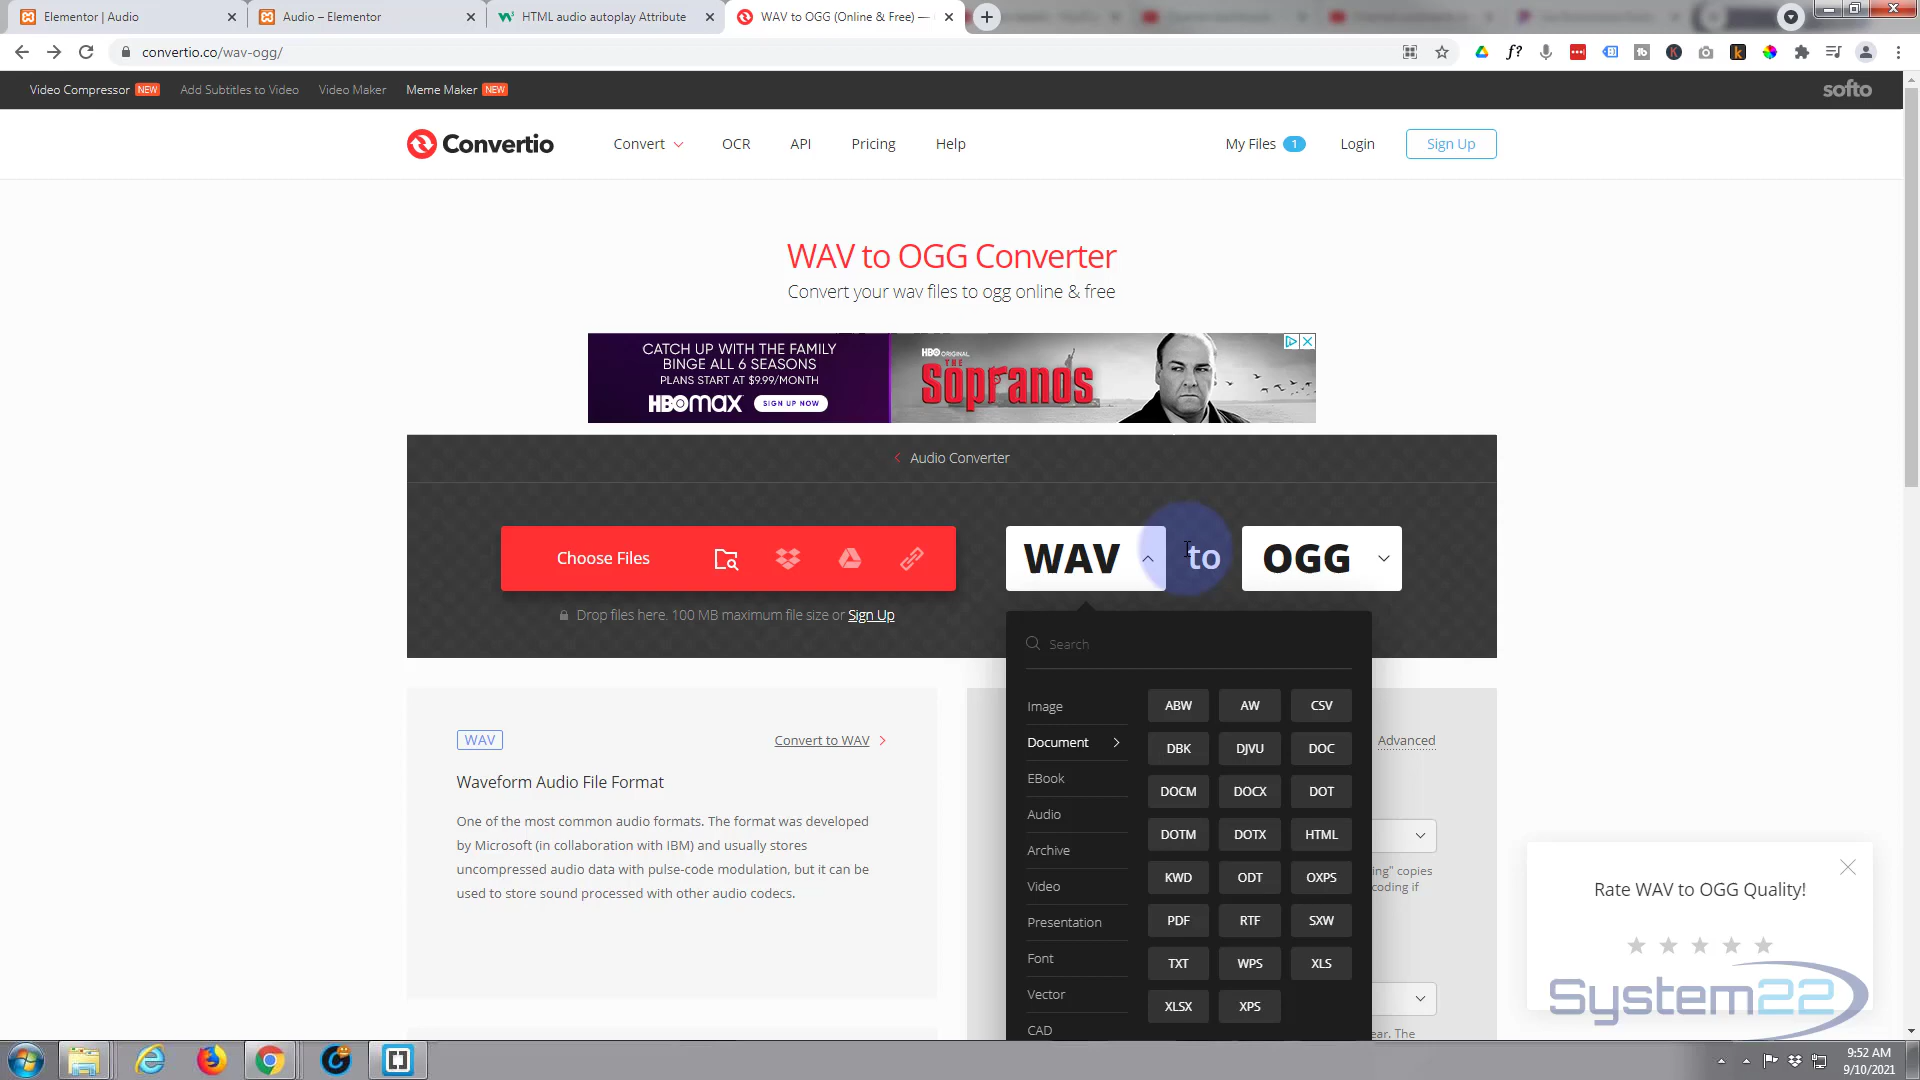 Elementor | Audio
Audio – Elementor
HTML audio autoplay Attribute
WAV to OGG (Online & Free) —
convertio.co/wav-ogg/
Video Compressor NEW
Add Subtitles to Video
Video Maker
Meme Maker NEW
softo
Convertio
Convert
OCR
API
Pricing
Help
My Files 1
Login
Sign Up
WAV to OGG Converter
Convert your wav files to ogg online & free
CATCH UP WITH THE FAMILY
BINGE ALL 6 SEASONS
PLANS START AT $9.99/MONTH
HBOMAX SIGN UP NOW
HBO ORIGINAL
THE
Sopranos
Audio Converter
Choose Files
WAV to OGG
Drop files here. 100 MB maximum file size or Sign Up
Search
Image
Document
EBook
Audio
Archive
Video
Presentation
Font
Vector
CAD
ABW AW CSV
DBK DJVU DOC
DOCM DOCX DOT
DOTM DOTX HTML
KWD ODT OXPS
PDF RTF SXW
TXT WPS XLS
XLSX XPS
WAV
Convert to WAV
Waveform Audio File Format
One of the most common audio formats. The format was developed
by Microsoft (in collaboration with IBM) and usually stores
uncompressed audio data with pulse-code modulation, but it can be
used to store sound processed with other audio codecs.
Advanced
ing" copies
coding if
ear. The
Rate WAV to OGG Quality!
System22
9:52 AM
9/10/2021